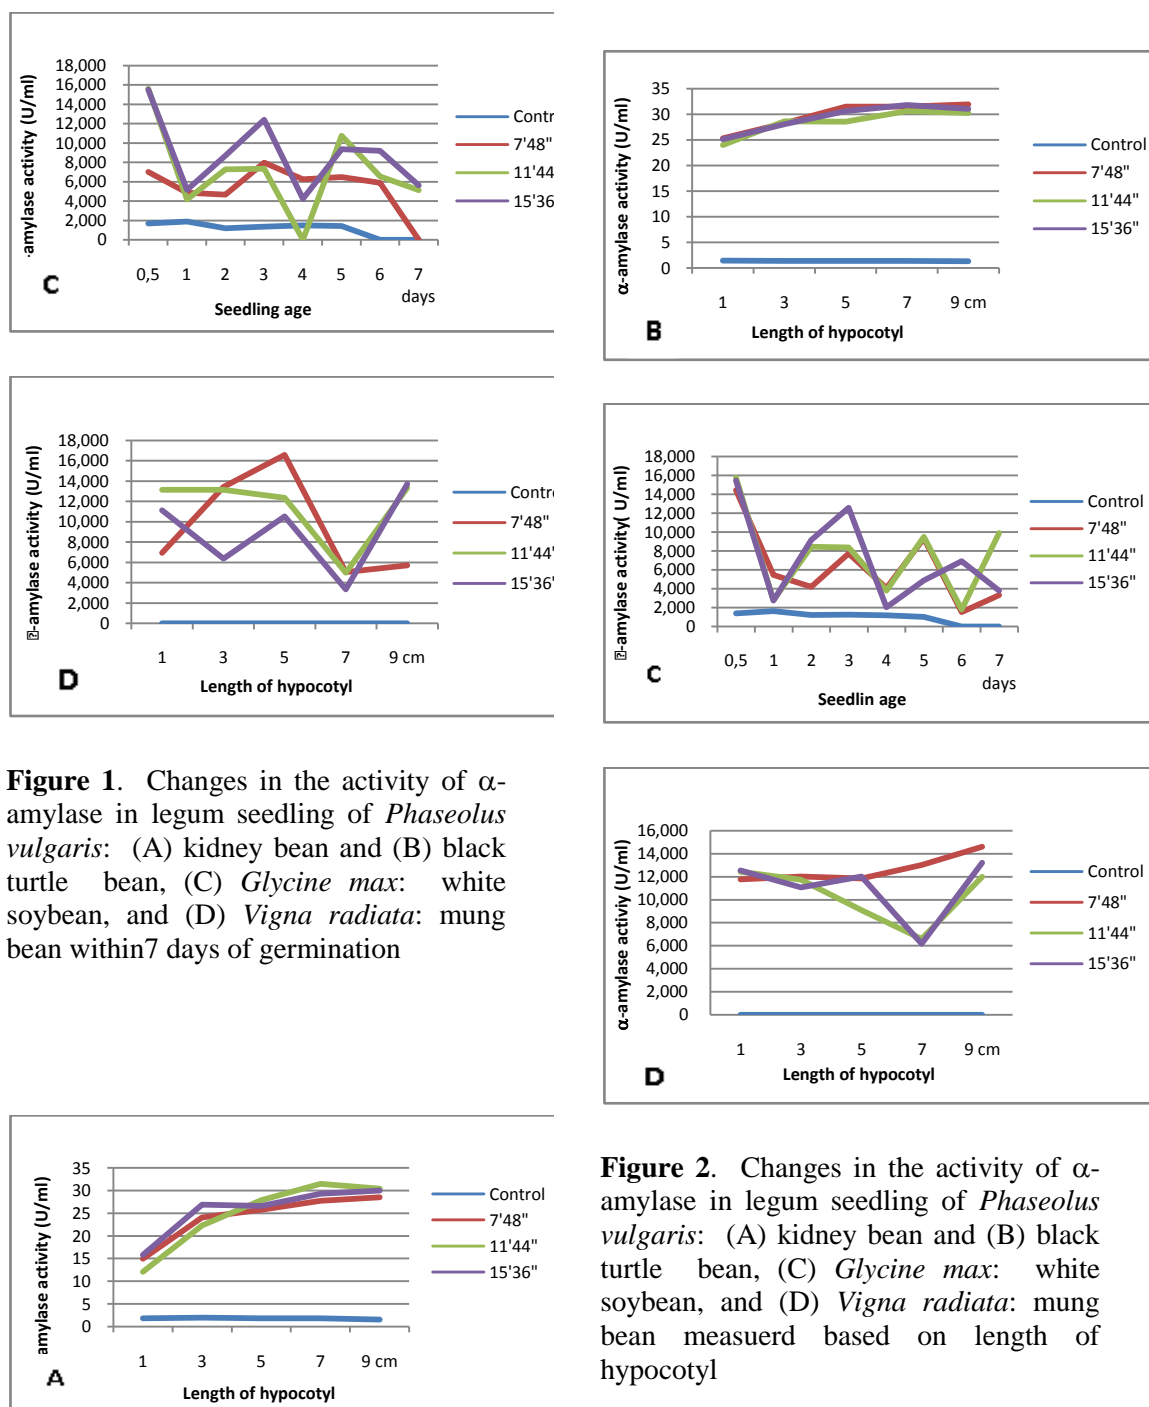 18,000
16,000
14,000
12,000
10,000
8,000
6,000
4,000
2,000
0
-amylase activity (U/ml)
0,5 1 2 3 4 5 6 7
days
Seedling age
C
Contr
7'48"
11'44
15'36
18,000
16,000
14,000
12,000
10,000
8,000
6,000
4,000
2,000
0
-amylase activity (U/ml)
1 3 5 7 9 cm
Length of hypocotyl
D
Contro
7'48"
11'44"
15'36"
Figure 1. Changes in the activity of α-
amylase in legum seedling of Phaseolus
vulgaris: (A) kidney bean and (B) black
turtle bean, (C) Glycine max: white
soybean, and (D) Vigna radiata: mung
bean within7 days of germination
35
30
25
20
15
10
5
0
amylase activity (U/ml)
1 3 5 7 9 cm
Length of hypocotyl
A
Control
7'48"
11'44"
15'36"
35
30
25
20
15
10
5
0
α-amylase activity (U/ml)
1 3 5 7 9 cm
Length of hypocotyl
B
Control
7'48"
11'44"
15'36"
18,000
16,000
14,000
12,000
10,000
8,000
6,000
4,000
2,000
0
-amylase activity( U/ml)
0,5 1 2 3 4 5 6 7
days
Seedlin age
C
Control
7'48"
11'44"
15'36"
16,000
14,000
12,000
10,000
8,000
6,000
4,000
2,000
0
α-amylase activity (U/ml)
1 3 5 7 9 cm
Length of hypocotyl
D
Control
7'48"
11'44"
15'36"
Figure 2. Changes in the activity of α-
amylase in legum seedling of Phaseolus
vulgaris: (A) kidney bean and (B) black
turtle bean, (C) Glycine max: white
soybean, and (D) Vigna radiata: mung
bean measuerd based on length of
hypocotyl